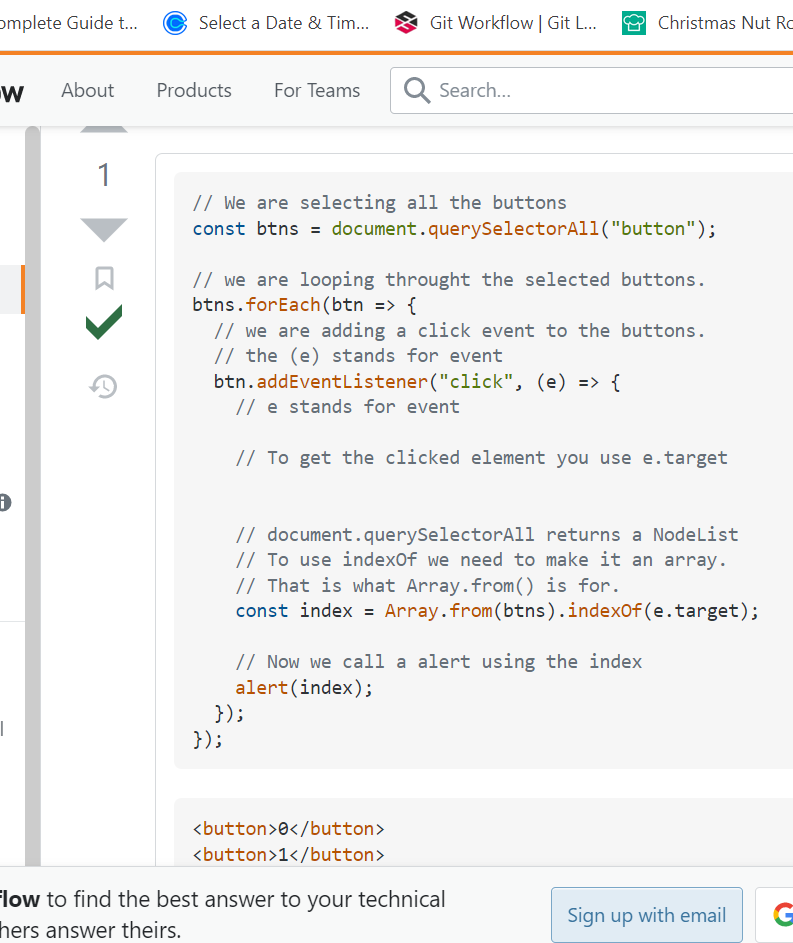 omplete Guide t... Select a Date & Tim... Git Workflow | Git L... Christmas Nut Ro
ow About Products For Teams Search...
1
// We are selecting all the buttons
const btns = document.querySelectorAll("button");
// we are looping throught the selected buttons.
btns.forEach(btn => {
// we are adding a click event to the buttons.
// the (e) stands for event
btn.addEventListener("click", (e) => {
// e stands for event
// To get the clicked element you use e.target
// document.querySelectorAll returns a NodeList
// To use indexOf we need to make it an array.
// That is what Array.from() is for.
const index = Array.from(btns).indexOf(e.target);
// Now we call a alert using the index
alert(index);
});
});
<button>0</button>
<button>1</button>
flow to find the best answer to your technical
hers answer theirs.
Sign up with email